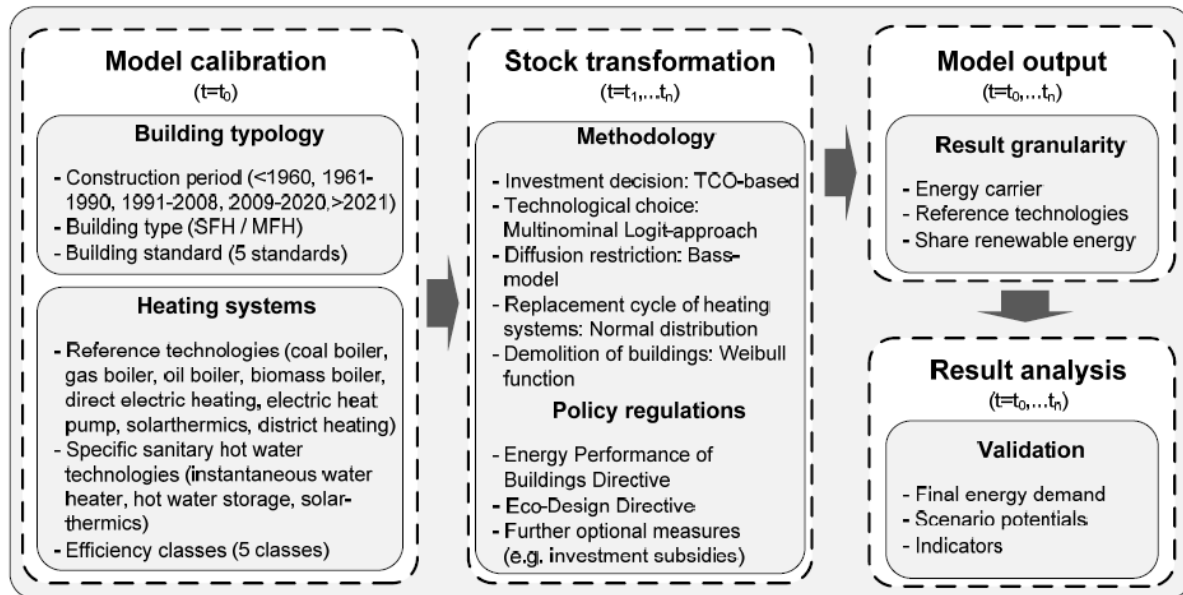 Model calibration
(t=t₀)
Building typology
- Construction period (<1960, 1961-
1990, 1991-2008, 2009-2020,>2021)
- Building type (SFH / MFH)
- Building standard (5 standards)
Heating systems
- Reference technologies (coal boiler,
gas boiler, oil boiler, biomass boiler,
direct electric heating, electric heat
pump, solarthermics, district heating)
- Specific sanitary hot water
technologies (instantaneous water
heater, hot water storage, solar-
thermics)
- Efficiency classes (5 classes)
Stock transformation
(t=t₁,...tₙ)
Methodology
- Investment decision: TCO-based
- Technological choice:
Multinominal Logit-approach
- Diffusion restriction: Bass-
model
- Replacement cycle of heating
systems: Normal distribution
- Demolition of buildings: Weibull
function
Policy regulations
- Energy Performance of
Buildings Directive
- Eco-Design Directive
- Further optional measures
(e.g. investment subsidies)
Model output
(t=t₀,...tₙ)
Result granularity
- Energy carrier
- Reference technologies
- Share renewable energy
Result analysis
(t=t₀,...tₙ)
Validation
- Final energy demand
- Scenario potentials
- Indicators